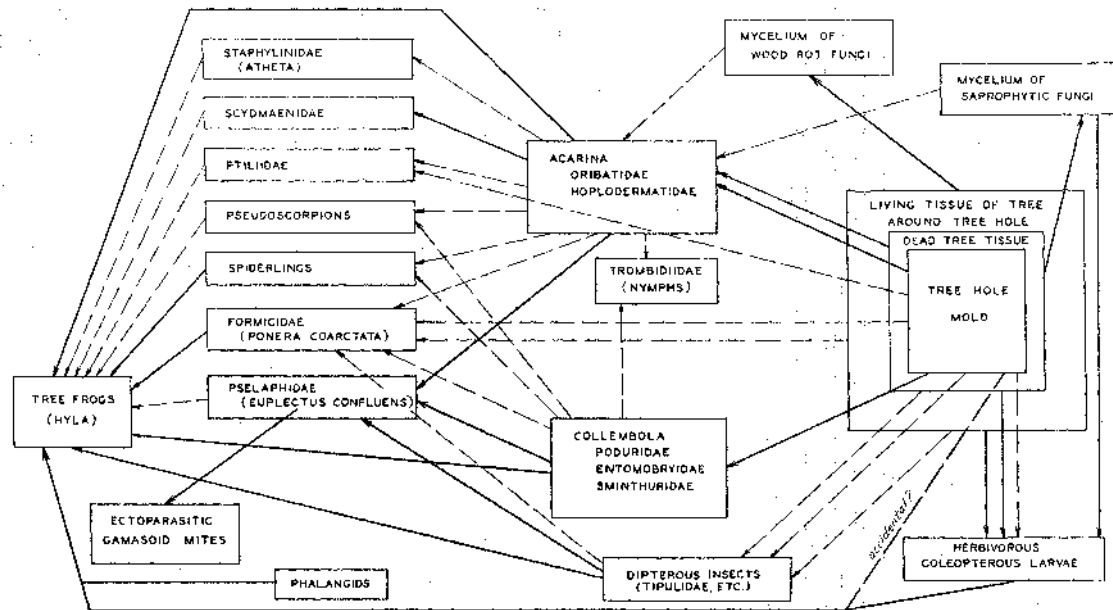 STAPHYLINIDAE
(ATHETA)
SCYDMAENIDAE
PTILIIDAE
PSEUDOSCORPIONS
SPIDERLINGS
FORMICIDAE
(PONERA COARCTATA)
PSELAPHIDAE
(EUPLECTUS CONFLUENS)
TREE FROGS
(HYLA)
ECTOPARASITIC
GAMASOID MITES
PHALANGIDS
ACARINA
ORIBATIDAE
HOPLODERMATIDAE
TROMBIDIIDAE
(NYMPHS)
COLLEMBOLA
PODURIDAE
ENTOMOBRYIDAE
SMINTHURIDAE
DIPTEROUS INSECTS
(TIPULIDAE, ETC.)
MYCELIUM OF
WOOD ROT FUNGI
MYCELIUM OF
SAPROPHYTIC FUNGI
LIVING TISSUE OF TREE
AROUND TREE HOLE
DEAD TREE TISSUE
TREE HOLE
MOLD
accidental?
HERBIVOROUS
COLEOPTEROUS LARVAE